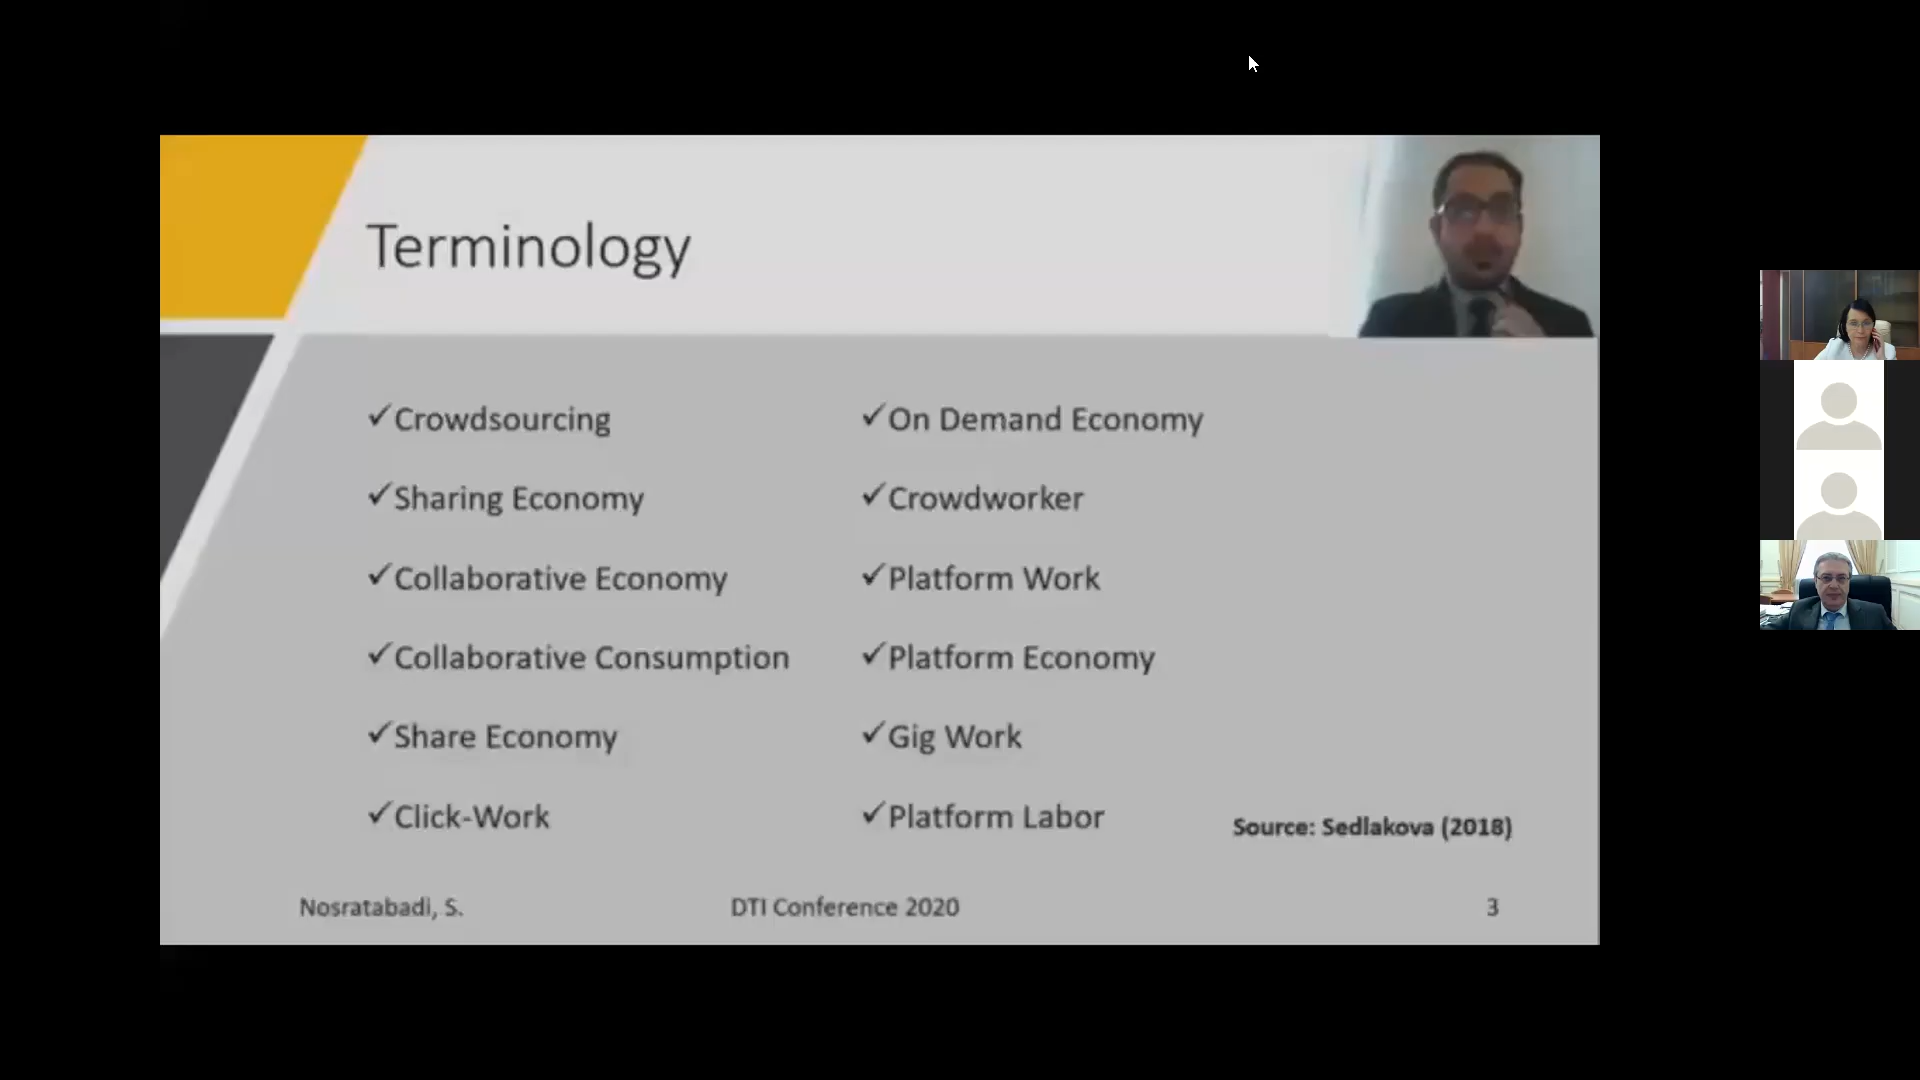 Terminology
✓Crowdsourcing
✓Sharing Economy
✓Collaborative Economy
✓Collaborative Consumption
✓Share Economy
✓Click-Work
✓On Demand Economy
✓Crowdworker
✓Platform Work
✓Platform Economy
✓Gig Work
✓Platform Labor
Source: Sedlakova (2018)
Nosratabadi, S.
DTI Conference 2020
3